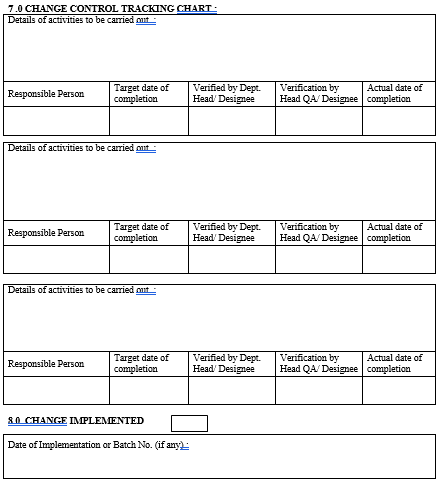 7.0 CHANGE CONTROL TRACKING CHART :
Details of activities to be carried out..:
Responsible Person
Target date of completion
Verified by Dept. Head/ Designee
Verification by Head QA/ Designee
Actual date of completion
Details of activities to be carried out..:
Responsible Person
Target date of completion
Verified by Dept. Head/ Designee
Verification by Head QA/ Designee
Actual date of completion
Details of activities to be carried out..:
Responsible Person
Target date of completion
Verified by Dept. Head/ Designee
Verification by Head QA/ Designee
Actual date of completion
8.0 CHANGE IMPLEMENTED
Date of Implementation or Batch No. (if any).: